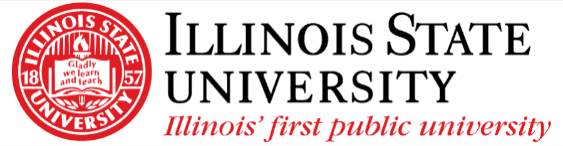 ILLINOIS STATE
18 57
Gladly
we learn
and teach
UNIVERSITY
ILLINOIS STATE
UNIVERSITY
Illinois' first public university